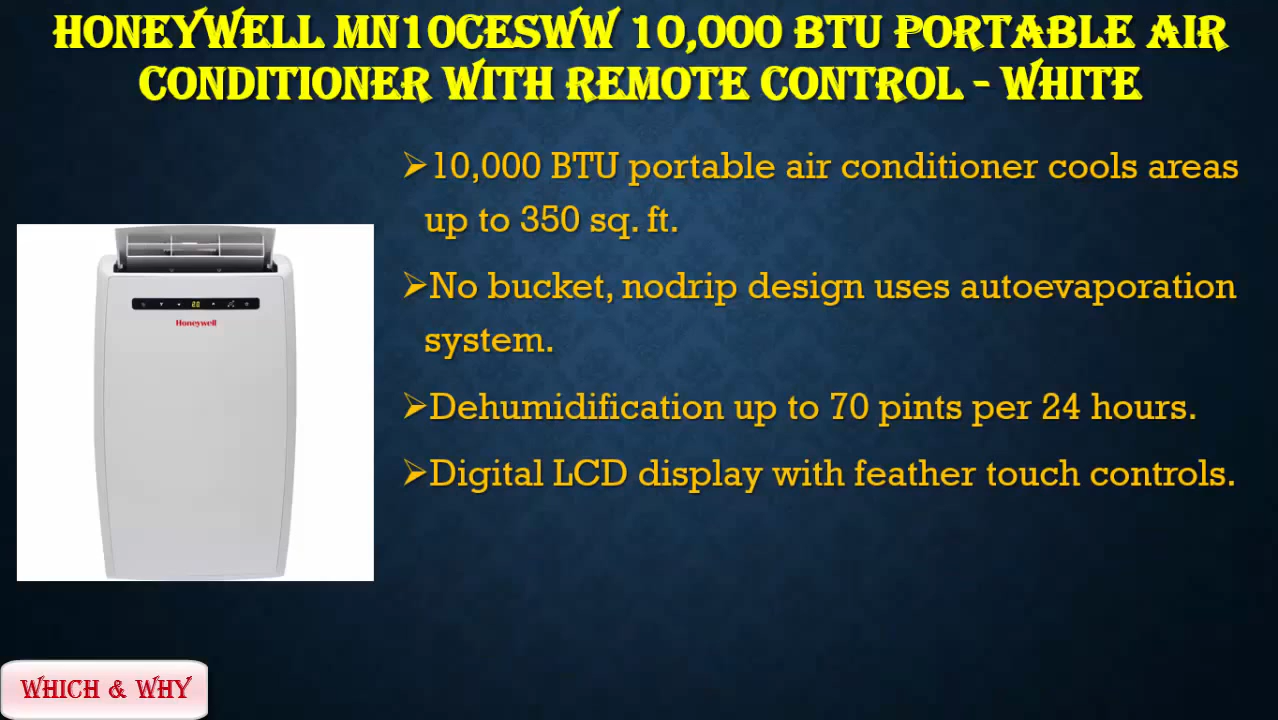 HONEYWELL MN10CESWW 10,000 BTU PORTABLE AIR
CONDITIONER WITH REMOTE CONTROL - WHITE
➢10,000 BTU portable air conditioner cools areas
up to 350 sq. ft.
➢No bucket, nodrip design uses autoevaporation
system.
➢Dehumidification up to 70 pints per 24 hours.
➢Digital LCD display with feather touch controls.
Honeywell
WHICH & WHY